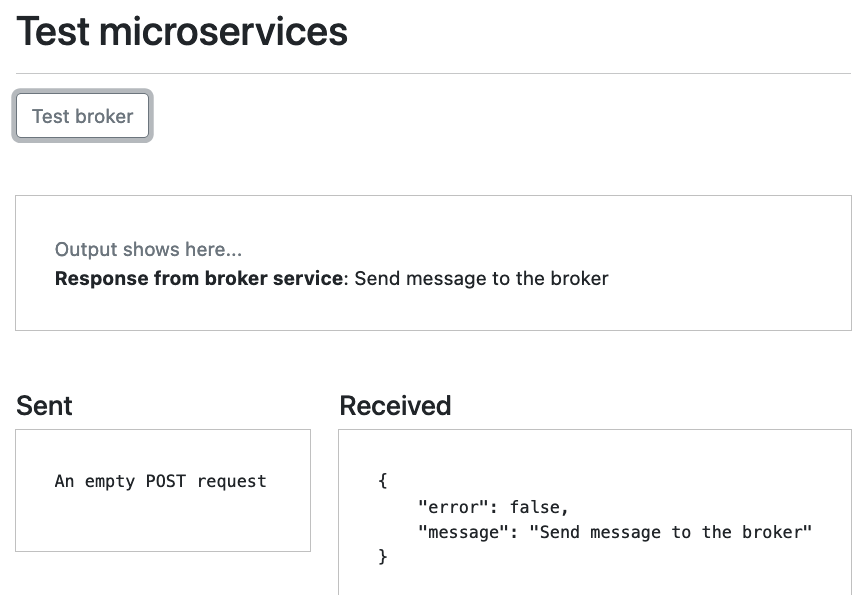 Test microservices
Test broker
Output shows here...
Response from broker service: Send message to the broker
Sent
An empty POST request
Received
{
    "error": false,
    "message": "Send message to the broker"
}